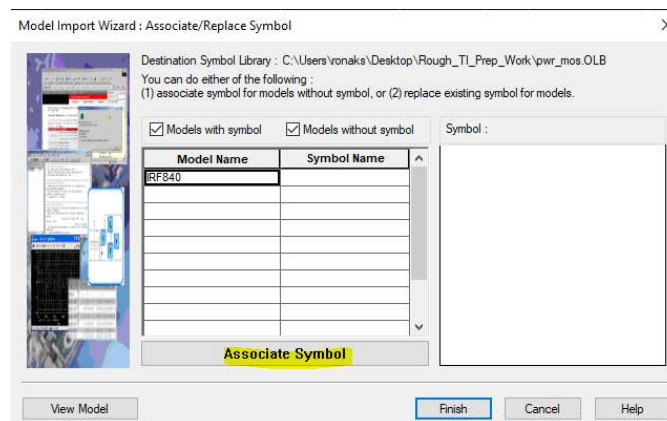 Model Import Wizard : Associate/Replace Symbol
Destination Symbol Library : C:\Users\ronaks\Desktop\Rough_TI_Prep_Work\pwr_mos.OLB
You can do either of the following :
(1) associate symbol for models without symbol, or (2) replace existing symbol for models.
Models with symbol Models without symbol Symbol :
Model Name Symbol Name
IRF840
Associate Symbol
View Model Finish Cancel Help